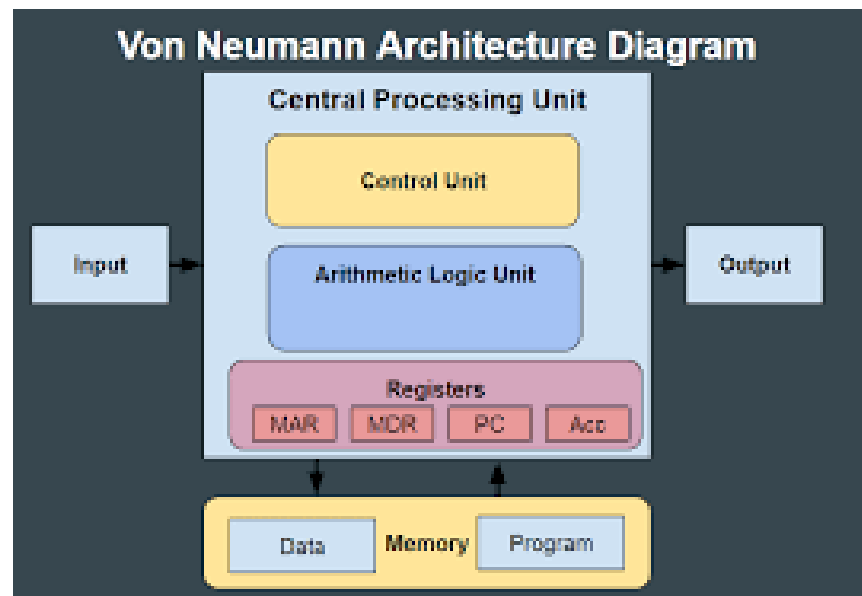 Von Neumann Architecture Diagram
Central Processing Unit
Control Unit
Input
Arithmetic Logic Unit
Output
Registers
MAR MDR PC Acc
Data Memory Program